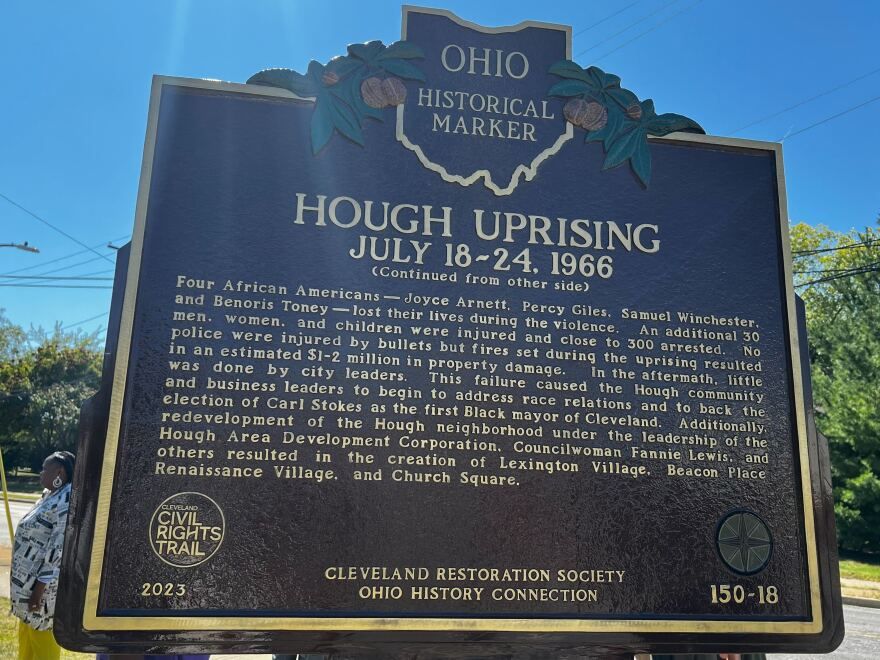 OHIO
HISTORICAL
MARKER
HOUGH UPRISING
JULY 18-24, 1966
(Continued from other side)
Four African Americans — Joyce Arnett, Percy Giles, Samuel Winchester,
and Benoris Toney — lost their lives during the violence. An additional 30
men, women, and children were injured and close to 300 arrested. No
police were injured by bullets but fires set during the uprising resulted
in an estimated $1-2 million in property damage. In the aftermath, little
was done by city leaders. This failure caused the Hough community
and business leaders to begin to address race relations and to back the
election of Carl Stokes as the first Black mayor of Cleveland. Additionally,
redevelopment of the Hough neighborhood under the leadership of the
Hough Area Development Corporation, Councilwoman Fannie Lewis, and
others resulted in the creation of Lexington Village, Beacon Place
Renaissance Village, and Church Square.
CLEVELAND
CIVIL
RIGHTS
TRAIL
2023
CLEVELAND RESTORATION SOCIETY
OHIO HISTORY CONNECTION
150-18